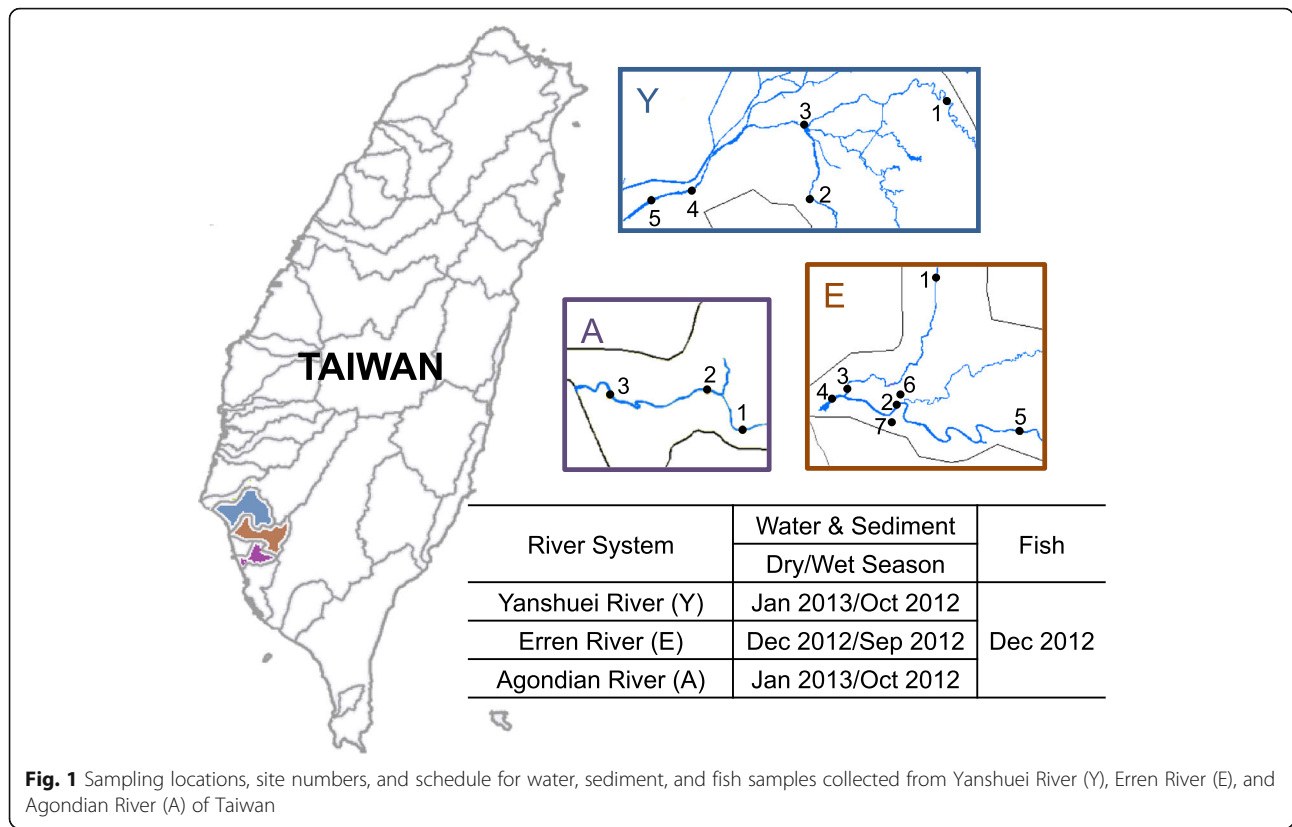 TAIWAN
Y
1
3
2
4
5
A
3
2
1
E
1
3
6
4
2
7
5
River System
Water & Sediment
Fish
Dry/Wet Season
Yanshuei River (Y) Jan 2013/Oct 2012
Erren River (E) Dec 2012/Sep 2012 Dec 2012
Agondian River (A) Jan 2013/Oct 2012
Fig. 1 Sampling locations, site numbers, and schedule for water, sediment, and fish samples collected from Yanshuei River (Y), Erren River (E), and
Agondian River (A) of Taiwan